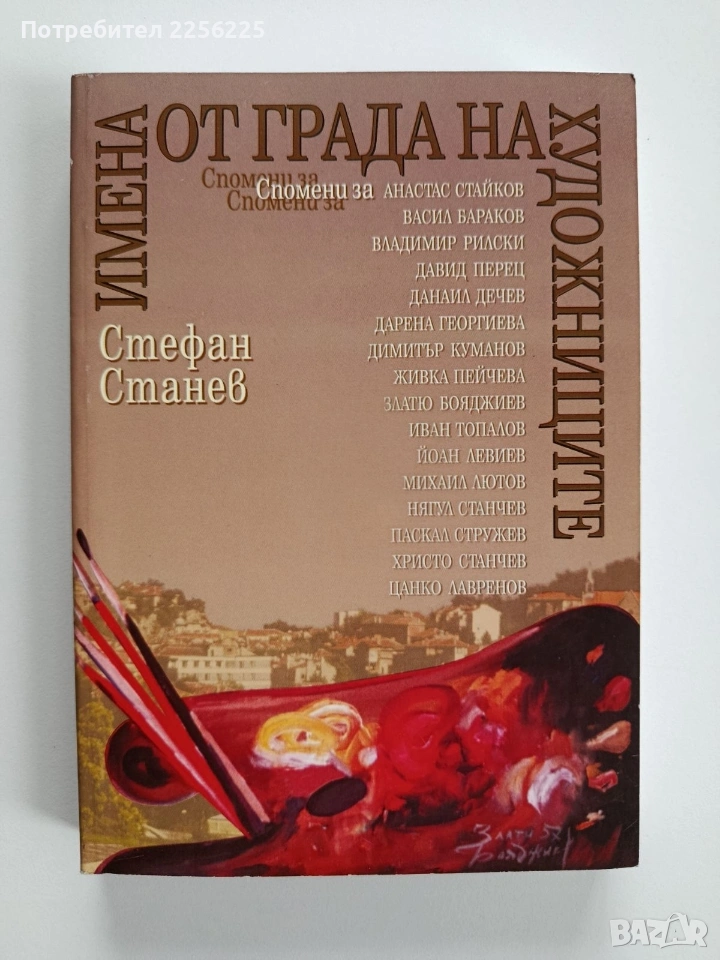 Потребител 2256225
ИМЕНА
ОТ ГРАДА НА
ХУДОЖНИЦИТЕ
Спомени за
Спомени за
Спомени за АНАСТАС СТАЙКОВ
ВАСИЛ БАРАКОВ
ВЛАДИМИР РИЛСКИ
ДАВИД ПЕРЕЦ
ДАНАИЛ ДЕЧЕВ
ДАРЕНА ГЕОРГИЕВА
ДИМИТЪР КУМАНОВ
ЖИВКА ПЕЙЧЕВА
ЗЛАТЮ БОЯДЖИЕВ
ИВАН ТОПАЛОВ
ЙОАН ЛЕВИЕВ
МИХАИЛ ЛЮТОВ
НЯГУЛ СТАНЧЕВ
ПАСКАЛ СТРУЖЕВ
ХРИСТО СТАНЧЕВ
ЦАНКО ЛАВРЕНОВ
Стефан
Станев
BAZAR